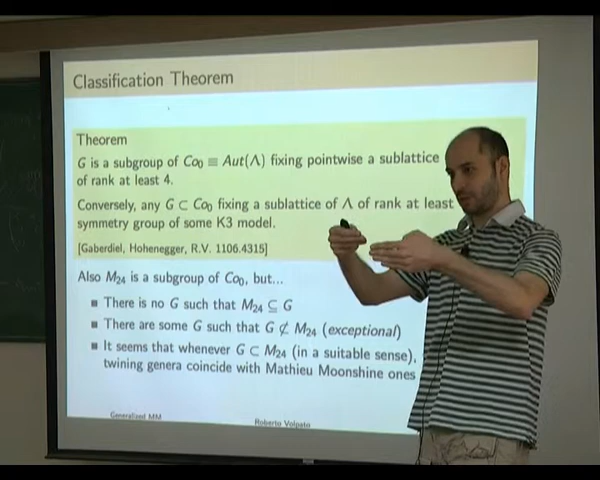 Classification Theorem
Theorem
G is a subgroup of Co₀ ≡ Aut(Λ) fixing pointwise a sublattice
of rank at least 4.
Conversely, any G ⊂ Co₀ fixing a sublattice of Λ of rank at least
symmetry group of some K3 model.
[Gaberdiel, Hohenegger, R.V. 1106.4315]
Also M₂₄ is a subgroup of Co₀, but...
■ There is no G such that M₂₄ ⊆ G
■ There are some G such that G ⊄ M₂₄ (exceptional)
■ It seems that whenever G ⊂ M₂₄ (in a suitable sense),
twining genera coincide with Mathieu Moonshine ones
Generalized MM
Roberto Volpato